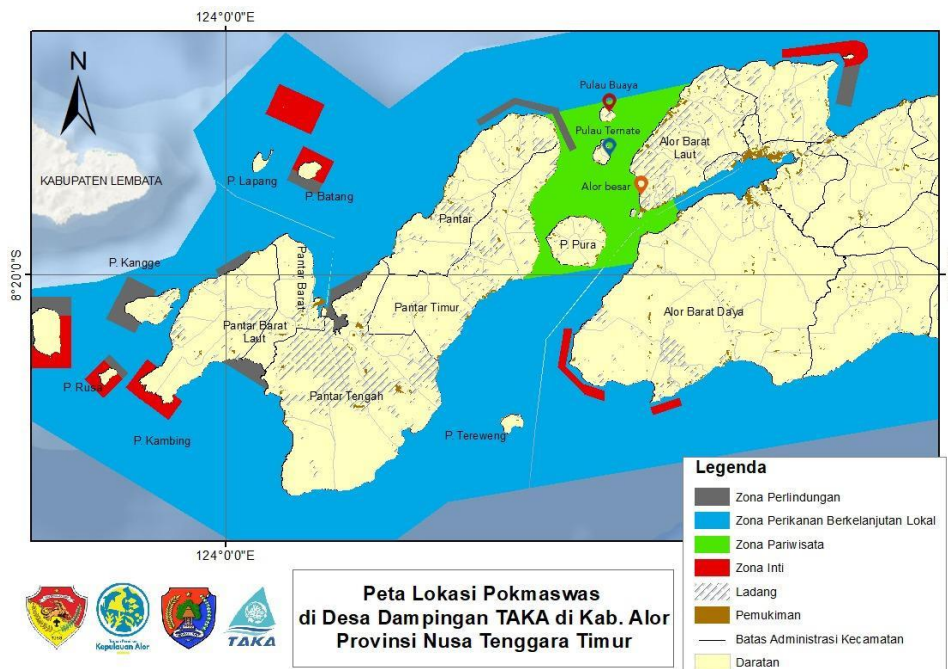 124°0'0"E
N
KABUPATEN LEMBATA
P. Lapang
P. Batang
P. Kangge
Pulau Buaya
Pulau Ternate
Alor Barat
Laut
Alor besar
Pantar
P. Pura
8°20'0"S
Pantar Barat
Pantar Timur
Pantar Barat
Laut
Alor Barat Daya
P. Rusa
Pantar Tengah
P. Kambing
P. Tereweng
124°0'0"E
Legenda
Zona Perlindungan
Zona Perikanan Berkelanjutan Lokal
Zona Pariwisata
Zona Inti
Ladang
Pemukiman
Batas Administrasi Kecamatan
Daratan
Kepulauan Alor
TAKA
Peta Lokasi Pokmaswas
di Desa Dampingan TAKA di Kab. Alor
Provinsi Nusa Tenggara Timur